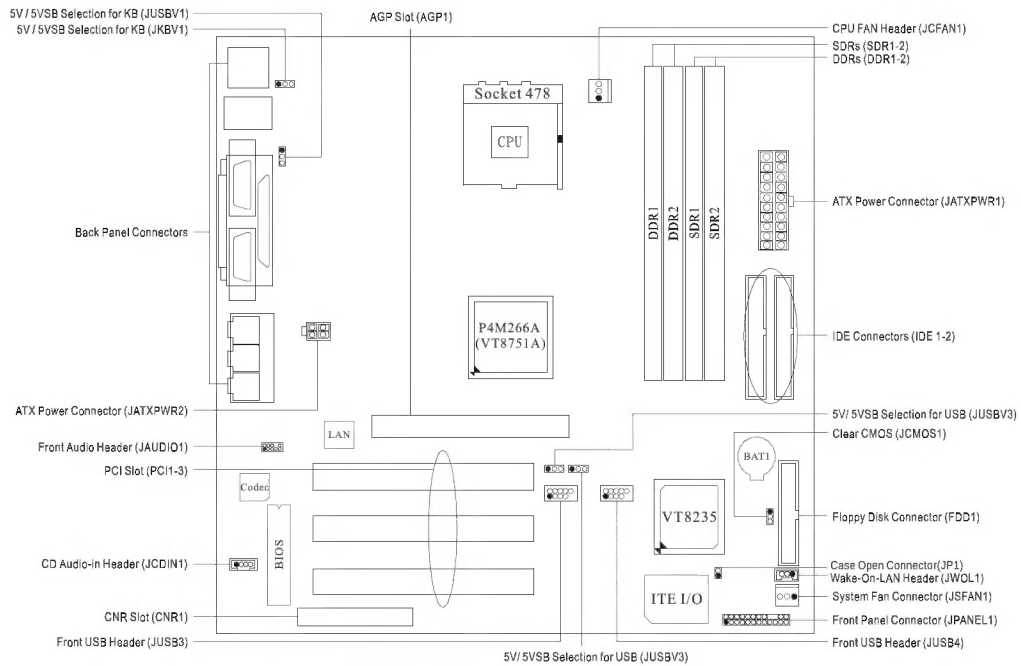 5V / 5VSB Selection for KB (JUSBV1)
5V / 5VSB Selection for KB (JKBV1)
AGP Slot (AGP1)
CPU FAN Header (JCFAN1)
SDRs (SDR1-2)
DDRs (DDR1-2)
Socket 478
CPU
DDR1
DDR2
SDR1
SDR2
ATX Power Connector (JATXPWR1)
Back Panel Connectors
P4M266A
(VT8751A)
IDE Connectors (IDE 1-2)
ATX Power Connector (JATXPWR2)
5V/ 5VSB Selection for USB (JUSBV3)
Clear CMOS (JCMOS1)
LAN
Front Audio Header (JAUDIO1)
BAT1
PCI Slot (PCI1-3)
Codec
VT8235
Floppy Disk Connector (FDD1)
BIOS
CD Audio-in Header (JCDIN1)
Case Open Connector(JP1)
Wake-On-LAN Header (JWOL1)
ITE I/O
System Fan Connector (JSFAN1)
CNR Slot (CNR1)
Front Panel Connector (JPANEL1)
Front USB Header (JUSB3)
Front USB Header (JUSB4)
5V/ 5VSB Selection for USB (JUSBV3)